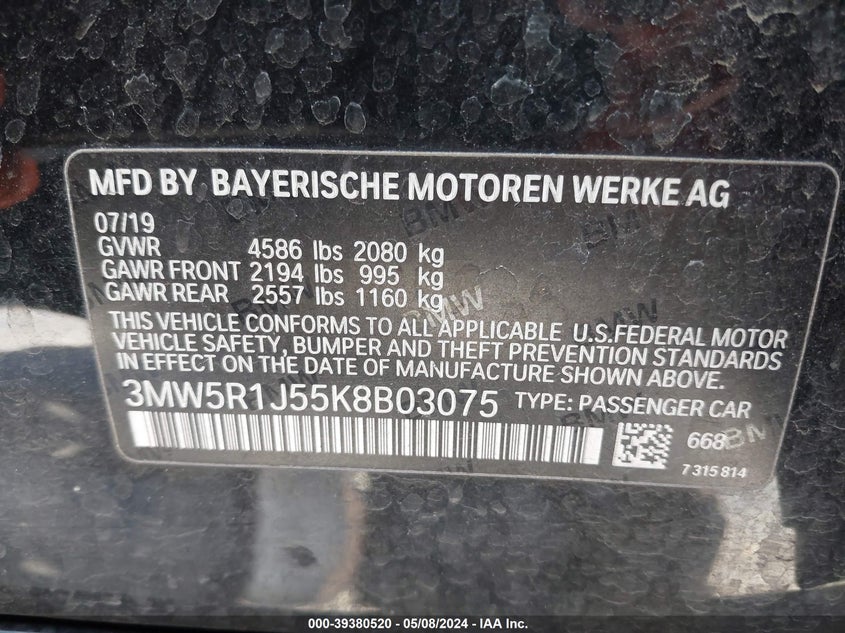 MFD BY BAYERISCHE MOTOREN WERKE AG
07/19
GVWR 4586 lbs 2080 kg
GAWR FRONT 2194 lbs 995 kg
GAWR REAR 2557 lbs 1160 kg
THIS VEHICLE CONFORMS TO ALL APPLICABLE U.S.FEDERAL MOTOR
VEHICLE SAFETY, BUMPER AND THEFT PREVENTION STANDARDS
IN EFFECT ON THE DATE OF MANUFACTURE SHOWN ABOVE.
3MW5R1J55K8B03075 TYPE: PASSENGER CAR
668
7 315 814
000-39380520 - 05/08/2024 - IAA Inc.